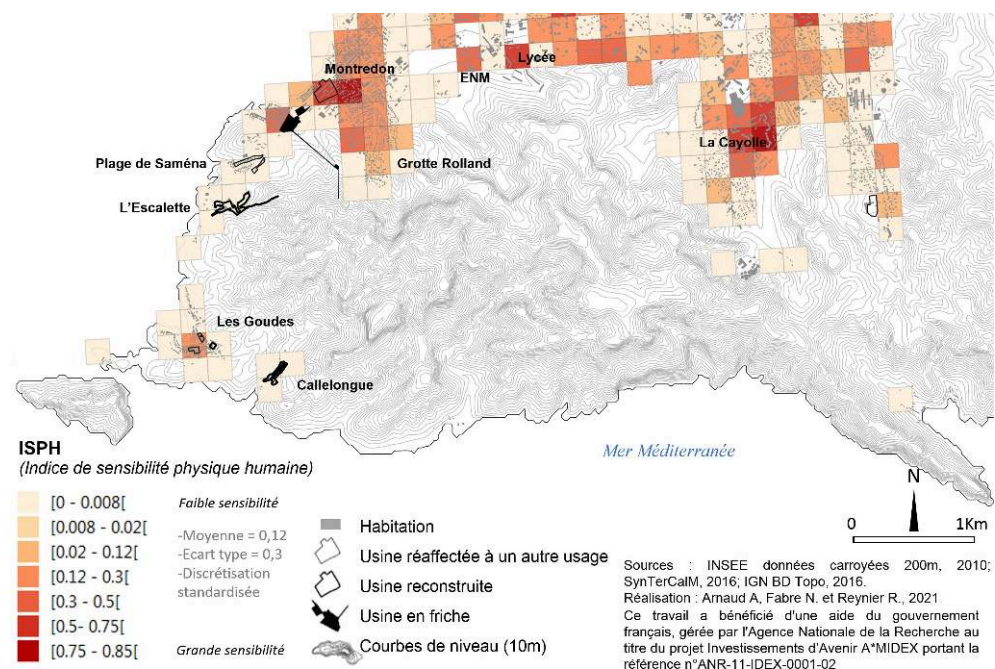 Montredon
Lycée
ENM
La Cayolle
Plage de Saména
Grotte Rolland
L'Escalette
Les Goudes
Callelongue
Mer Méditerranée
ISPH
(Indice de sensibilité physique humaine)
[0 - 0.008[
Faible sensibilité
[0.008 - 0.02[
[0.02 - 0.12[
[0.12 - 0.3[
[0.3 - 0.5[
[0.5- 0.75[
[0.75 - 0.85[
-Moyenne = 0,12
-Ecart type = 0,3
-Discrétisation
standardisée
Grande sensibilité
Habitation
Usine réaffectée à un autre usage
Usine reconstruite
Usine en friche
Courbes de niveau (10m)
N
0 1Km
Sources : INSEE données carroyées 200m, 2010;
SynTerCalM, 2016; IGN BD Topo, 2016.
Réalisation : Arnaud A, Fabre N. et Reynier R., 2021
Ce travail a bénéficié d'une aide du gouvernement
français, gérée par l'Agence Nationale de la Recherche au
titre du projet Investissements d'Avenir A*MIDEX portant la
référence n°ANR-11-IDEX-0001-02